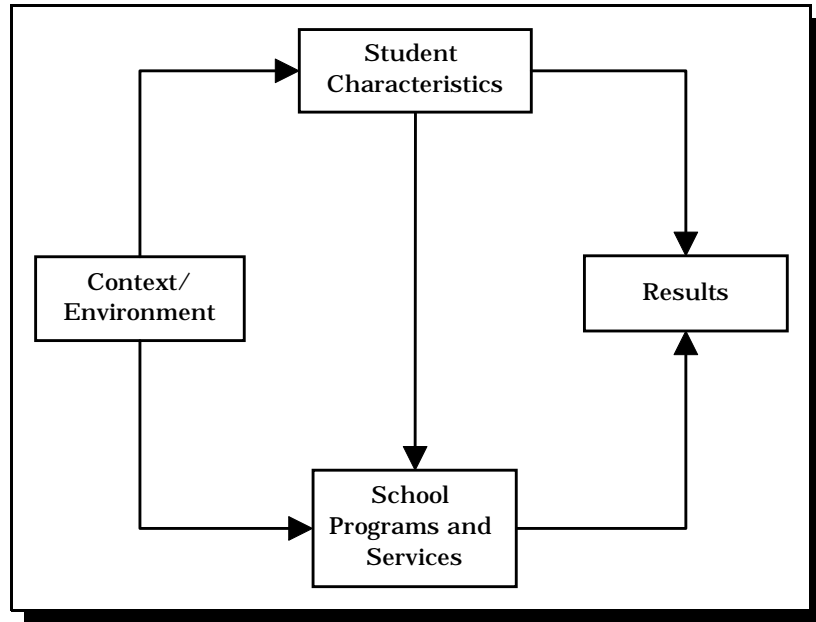 Student
Characteristics
Context/
Environment
Results
School
Programs and
Services